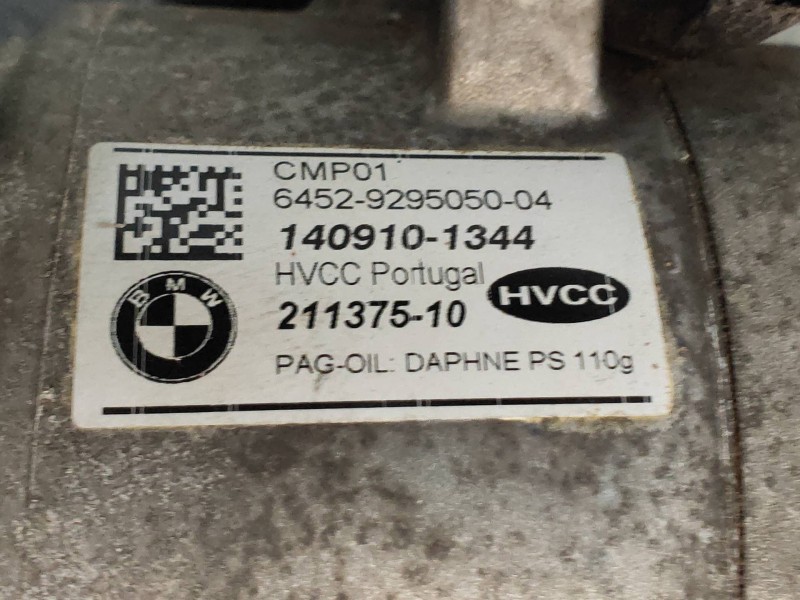 CMP01
6452-9295050-04
140910-1344
HVCC Portugal
211375-10
HVCC
BMW
PAG-OIL: DAPHNE PS 110g